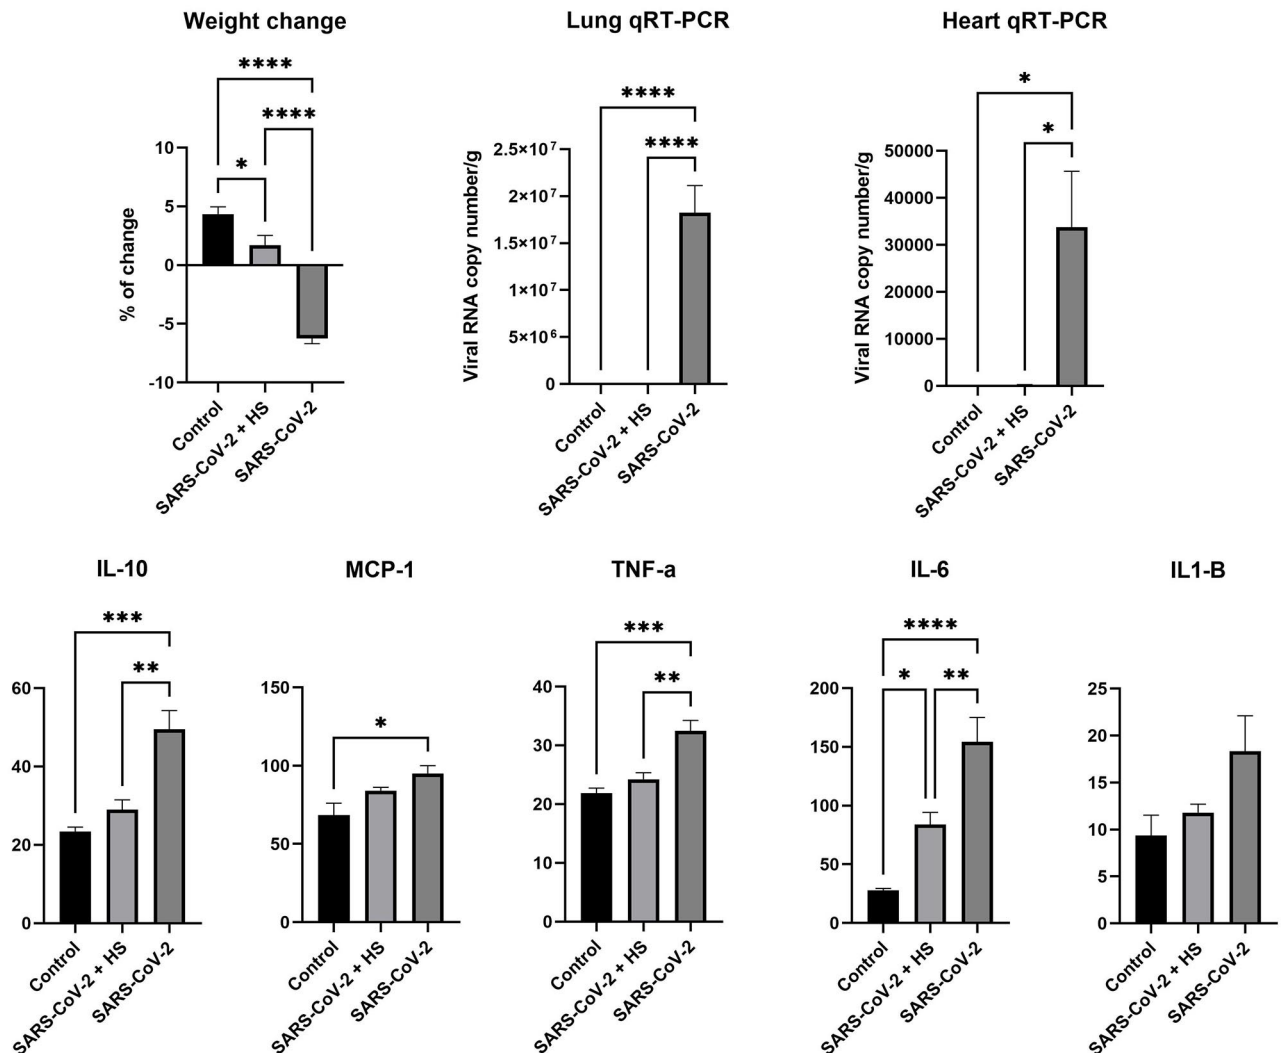 Weight change
****
****
*
10
5
0
-5
-10
% of change
Control
SARS-CoV-2 + HS
SARS-CoV-2
Lung qRT-PCR
****
****
2.5×10⁷
2×10⁷
1.5×10⁷
1×10⁷
5×10⁶
0
Viral RNA copy number/g
Control
SARS-CoV-2 + HS
SARS-CoV-2
Heart qRT-PCR
*
*
50000
40000
30000
20000
10000
0
Viral RNA copy number/g
Control
SARS-CoV-2 + HS
SARS-CoV-2
IL-10
***
**
60
40
20
0
Control
SARS-CoV-2 + HS
SARS-CoV-2
MCP-1
*
150
100
50
0
Control
SARS-CoV-2 + HS
SARS-CoV-2
TNF-a
***
**
40
30
20
10
0
Control
SARS-CoV-2 + HS
SARS-CoV-2
IL-6
****
* **
200
150
100
50
0
Control
SARS-CoV-2 + HS
SARS-CoV-2
IL1-B
25
20
15
10
5
0
Control
SARS-CoV-2 + HS
SARS-CoV-2